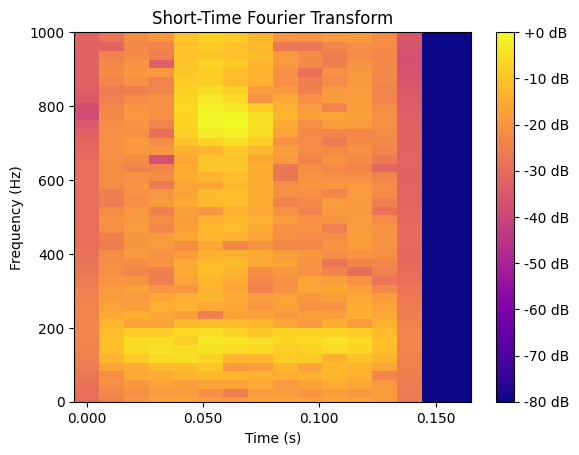 Short-Time Fourier Transform
1000
800
600
400
200
0
Frequency (Hz)
0.000
0.050
0.100
0.150
Time (s)
+0 dB
-10 dB
-20 dB
-30 dB
-40 dB
-50 dB
-60 dB
-70 dB
-80 dB